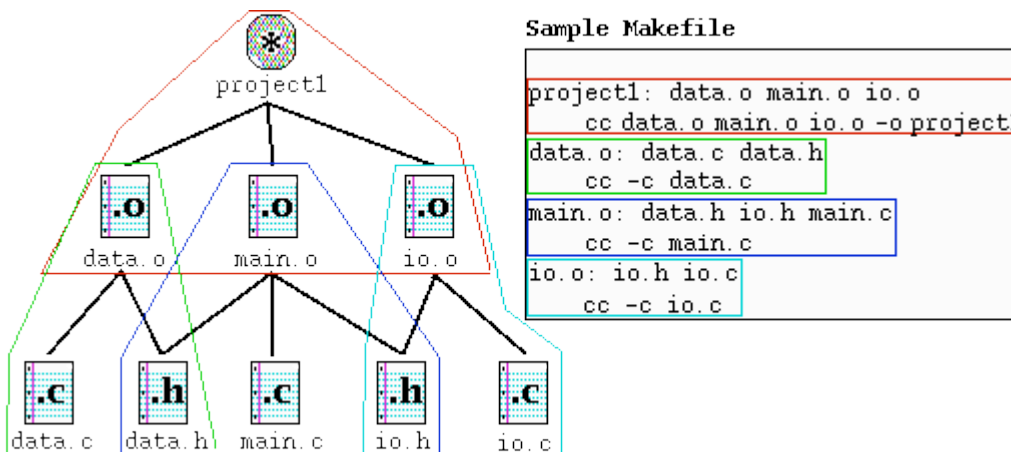 *
project1
.o
.o
.o
data.o
main.o
io.o
.c
.h
.c
.h
.c
data.c
data.h
main.c
io.h
io.c
Sample Makefile
project1: data.o main.o io.o
cc data.o main.o io.o -o project1
data.o: data.c data.h
cc -c data.c
main.o: data.h io.h main.c
cc -c main.c
io.o: io.h io.c
cc -c io.c